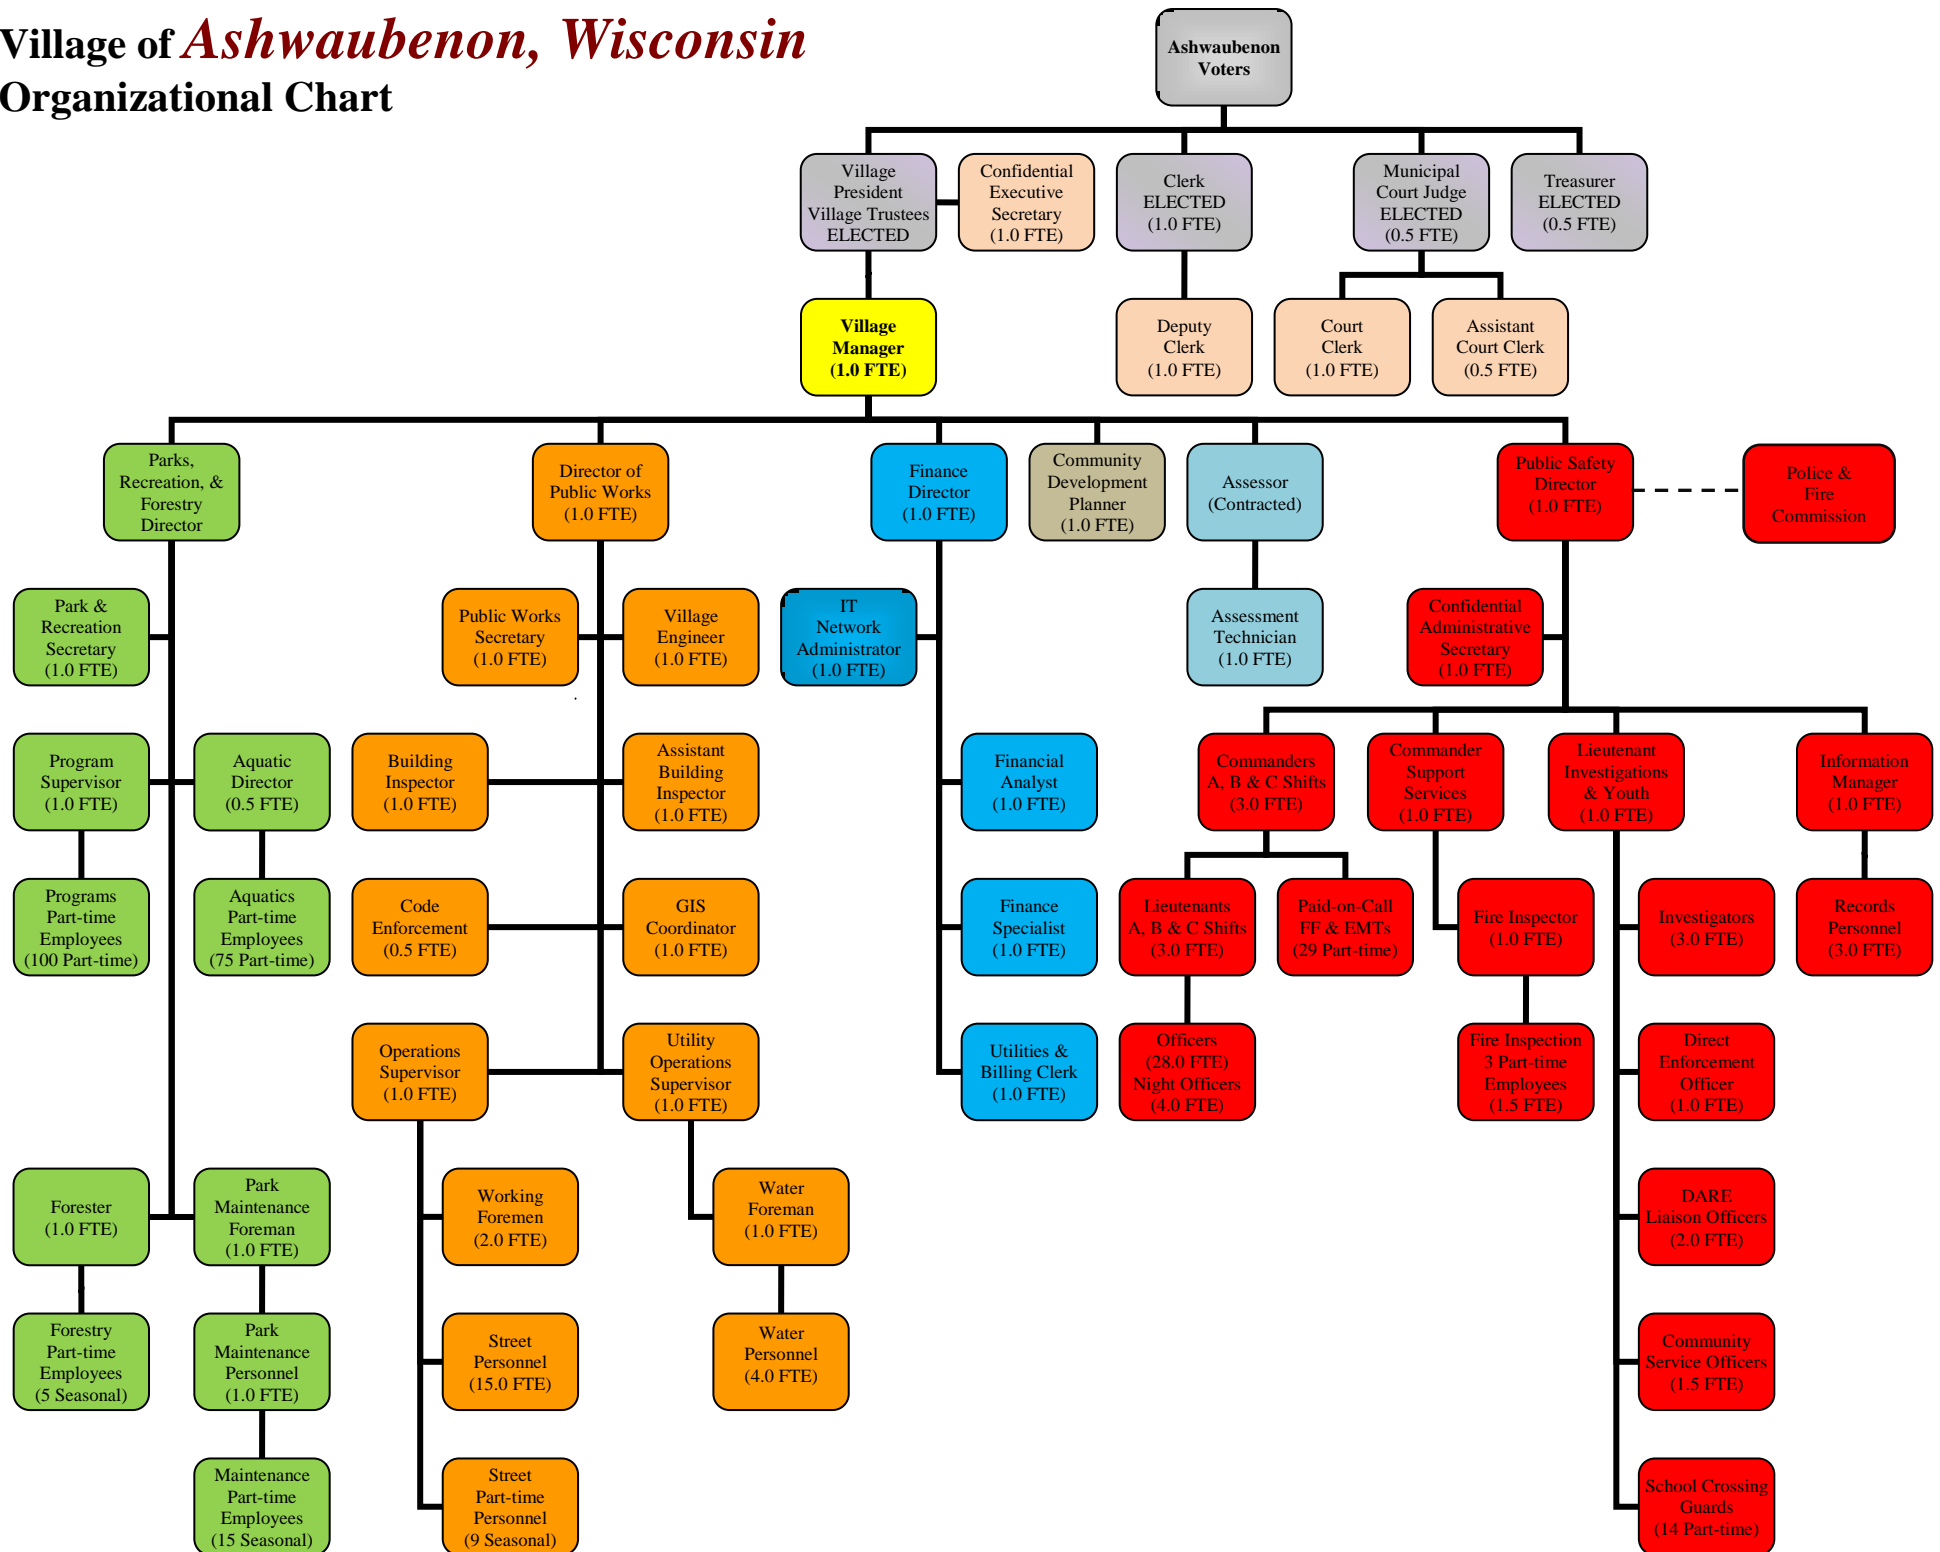 Village of Ashwaubenon, Wisconsin
Organizational Chart
Ashwaubenon
Voters
Village
President
Village Trustees
ELECTED
Confidential
Executive
Secretary
(1.0 FTE)
Clerk
ELECTED
(1.0 FTE)
Municipal
Court Judge
ELECTED
(0.5 FTE)
Treasurer
ELECTED
(0.5 FTE)
Village
Manager
(1.0 FTE)
Deputy
Clerk
(1.0 FTE)
Court
Clerk
(1.0 FTE)
Assistant
Court Clerk
(0.5 FTE)
Parks,
Recreation, &
Forestry
Director
Director of
Public Works
(1.0 FTE)
Finance
Director
(1.0 FTE)
Community
Development
Planner
(1.0 FTE)
Assessor
(Contracted)
Public Safety
Director
(1.0 FTE)
Police &
Fire
Commission
Park &
Recreation
Secretary
(1.0 FTE)
Public Works
Secretary
(1.0 FTE)
Village
Engineer
(1.0 FTE)
IT
Network
Administrator
(1.0 FTE)
Assessment
Technician
(1.0 FTE)
Confidential
Administrative
Secretary
(1.0 FTE)
Program
Supervisor
(1.0 FTE)
Aquatic
Director
(0.5 FTE)
Building
Inspector
(1.0 FTE)
Assistant
Building
Inspector
(1.0 FTE)
Financial
Analyst
(1.0 FTE)
Commanders
A, B & C Shifts
(3.0 FTE)
Commander
Support
Services
(1.0 FTE)
Lieutenant
Investigations
& Youth
(1.0 FTE)
Information
Manager
(1.0 FTE)
Programs
Part-time
Employees
(100 Part-time)
Aquatics
Part-time
Employees
(75 Part-time)
Code
Enforcement
(0.5 FTE)
GIS
Coordinator
(1.0 FTE)
Finance
Specialist
(1.0 FTE)
Lieutenants
A, B & C Shifts
(3.0 FTE)
Paid-on-Call
FF & EMTs
(29 Part-time)
Fire Inspector
(1.0 FTE)
Investigators
(3.0 FTE)
Records
Personnel
(3.0 FTE)
Operations
Supervisor
(1.0 FTE)
Utility
Operations
Supervisor
(1.0 FTE)
Utilities &
Billing Clerk
(1.0 FTE)
Officers
(28.0 FTE)
Night Officers
(4.0 FTE)
Fire Inspection
3 Part-time
Employees
(1.5 FTE)
Direct
Enforcement
Officer
(1.0 FTE)
Forester
(1.0 FTE)
Park
Maintenance
Foreman
(1.0 FTE)
Working
Foremen
(2.0 FTE)
Water
Foreman
(1.0 FTE)
DARE
Liaison Officers
(2.0 FTE)
Forestry
Part-time
Employees
(5 Seasonal)
Park
Maintenance
Personnel
(1.0 FTE)
Street
Personnel
(15.0 FTE)
Water
Personnel
(4.0 FTE)
Community
Service Officers
(1.5 FTE)
Maintenance
Part-time
Employees
(15 Seasonal)
Street
Part-time
Personnel
(9 Seasonal)
School Crossing
Guards
(14 Part-time)